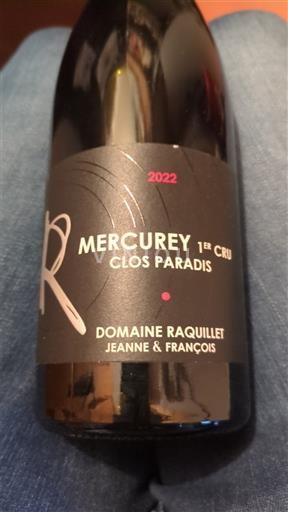 2022
R
MERCUREY 1ER CRU
CLOS PARADIS
DOMAINE RAQUILLET
JEANNE & FRANÇOIS